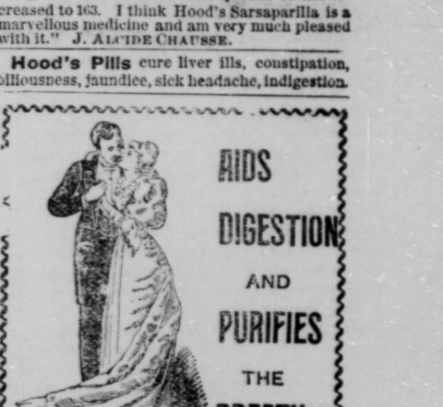 creased to 163. I think Hood's Sarsaparilla is a
marvellous medicine and am very much pleased
with it." J. ALCIDE CHAUSSE.
Hood's Pills cure liver ills, constipation,
biliousness, jaundice, sick headache, indigestion.
AIDS
DIGESTION
AND
PURIFIES
THE